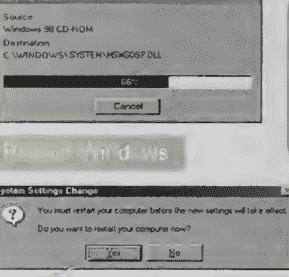 Source
Windows 98 CD-ROM
Destination
C:\WINDOWS\SYSTEM\MSWGDSP.DLL
66%
Cancel
System Settings Change
You must restart your computer before the new settings will take effect.
Do you want to restart your computer now?
Yes
No